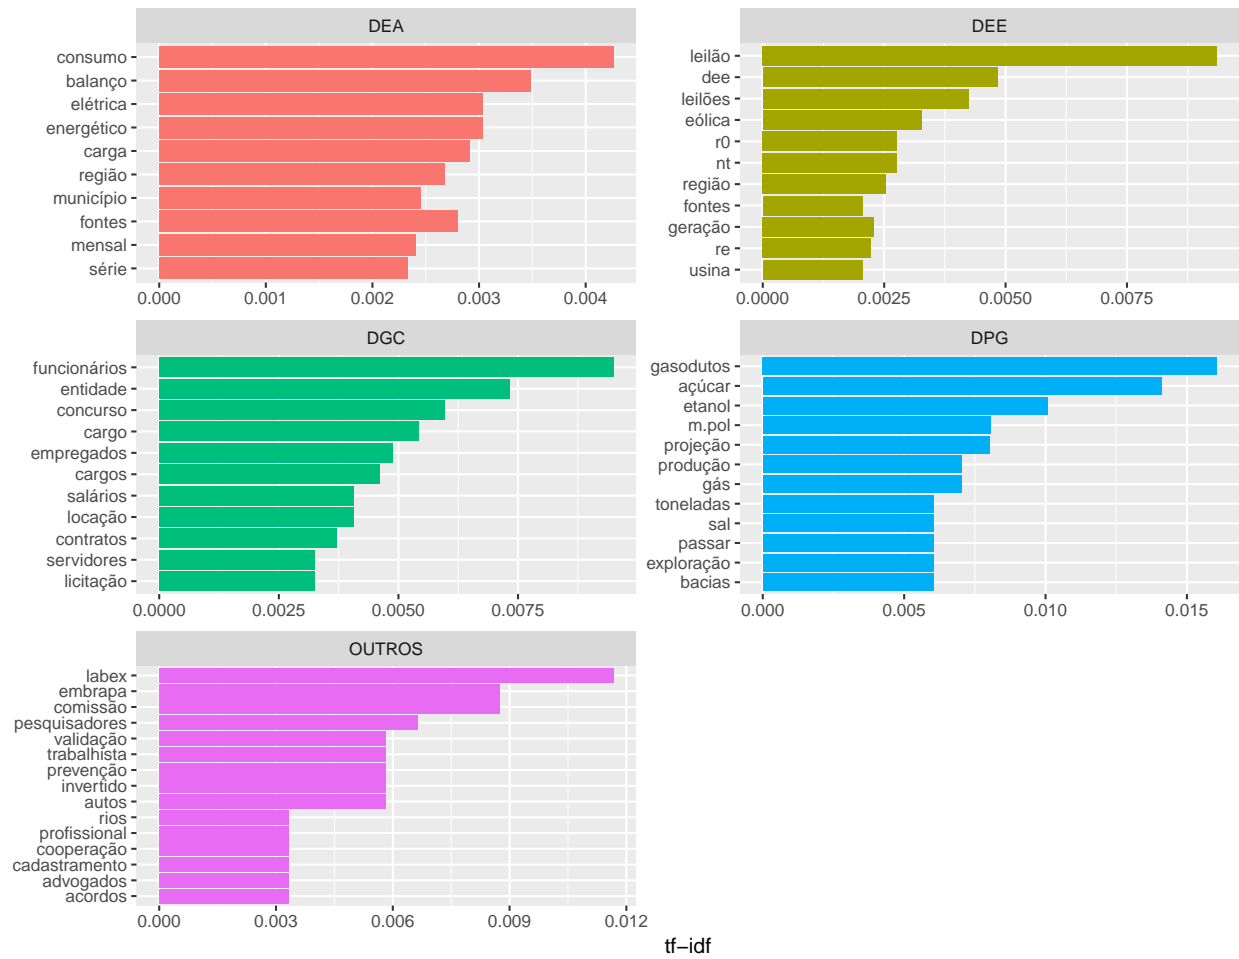 DEA
consumo
balanço
elétrica
energético
carga
região
município
fontes
mensal
série
0.000 0.001 0.002 0.003 0.004
DEE
leilão
dee
leilões
eólica
r0
nt
região
fontes
geração
re
usina
0.0000 0.0025 0.0050 0.0075
DGC
funcionários
entidade
concurso
cargo
empregados
cargos
salários
locação
contratos
servidores
licitação
0.0000 0.0025 0.0050 0.0075
DPG
gasodutos
açúcar
etanol
m.pol
projeção
produção
gás
toneladas
sal
passar
exploração
bacias
0.000 0.005 0.010 0.015
OUTROS
labex
embrapa
comissão
pesquisadores
validação
trabalhista
prevenção
invertido
autos
rios
profissional
cooperação
cadastramento
advogados
acordos
0.000 0.003 0.006 0.009 0.012
tf−idf